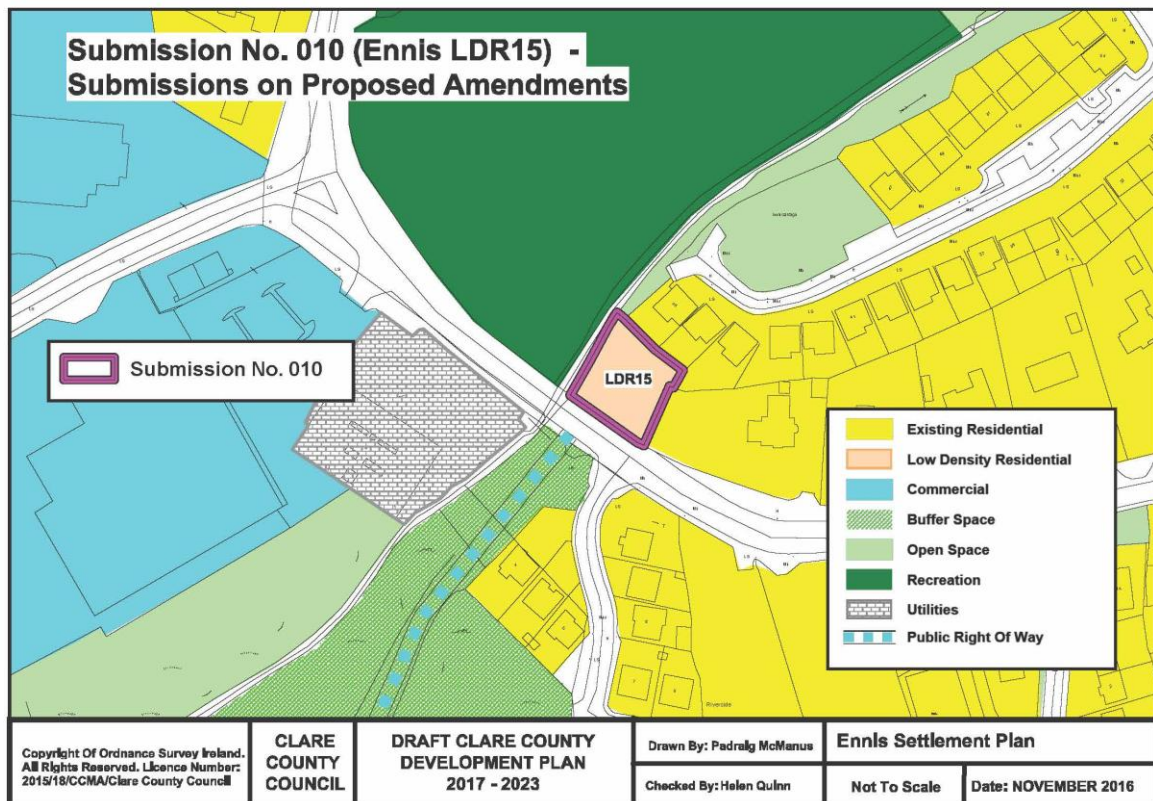 Submission No. 010 (Ennis LDR15) -
Submissions on Proposed Amendments
Submission No. 010
LDR15
Existing Residential
Low Density Residential
Commercial
Buffer Space
Open Space
Recreation
Utilities
Public Right Of Way
Riverdale
Copyright Of Ordnance Survey Ireland.
All Rights Reserved. Licence Number:
2015/18/CCMA/Clare County Council
CLARE
COUNTY
COUNCIL
DRAFT CLARE COUNTY
DEVELOPMENT PLAN
2017 - 2023
Drawn By: Padraig McManus
Checked By: Helen Quinn
Ennis Settlement Plan
Not To Scale
Date: NOVEMBER 2016